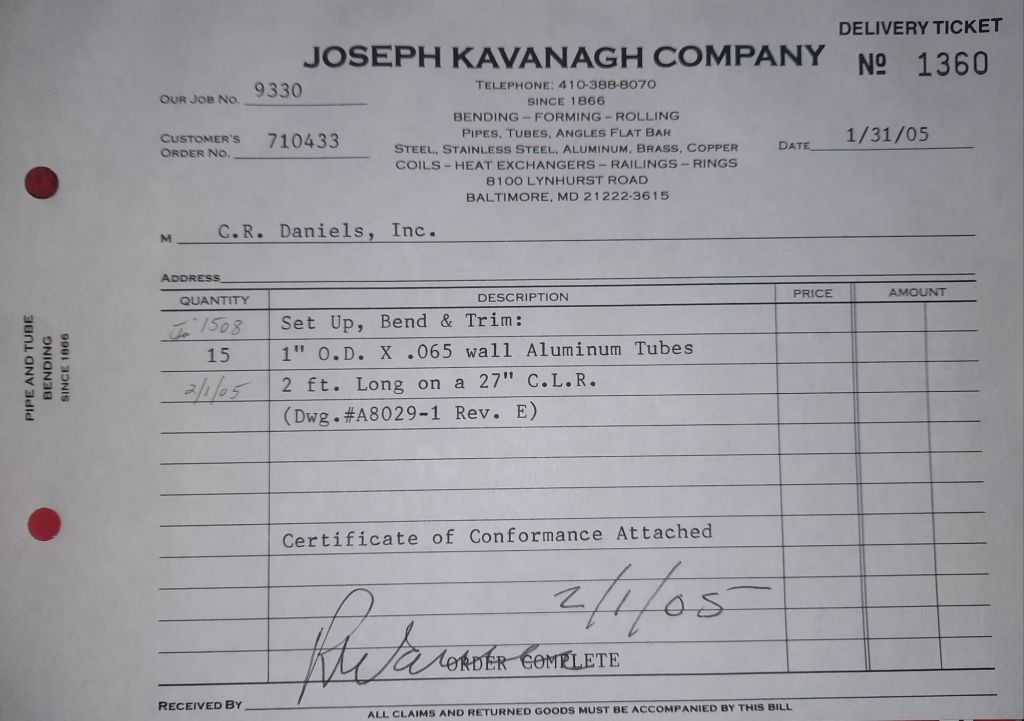 DELIVERY TICKET
JOSEPH KAVANAGH COMPANY
Nº 1360
TELEPHONE: 410-388-8070
SINCE 1866
BENDING – FORMING – ROLLING
PIPES, TUBES, ANGLES FLAT BAR
STEEL, STAINLESS STEEL, ALUMINUM, BRASS, COPPER
COILS – HEAT EXCHANGERS – RAILINGS – RINGS
8100 LYNHURST ROAD
BALTIMORE, MD 21222-3615
OUR JOB NO. 9330
CUSTOMER'S
ORDER NO. 710433
DATE 1/31/05
M C.R. Daniels, Inc.
ADDRESS
QUANTITY DESCRIPTION PRICE AMOUNT
1508 Set Up, Bend & Trim:
15 1" O.D. X .065 wall Aluminum Tubes
2/1/05 2 ft. Long on a 27" C.L.R.
(Dwg.#A8029-1 Rev. E)
Certificate of Conformance Attached
2/1/05
ORDER COMPLETE
RECEIVED BY
ALL CLAIMS AND RETURNED GOODS MUST BE ACCOMPANIED BY THIS BILL
PIPE AND TUBE
BENDING
SINCE 1866